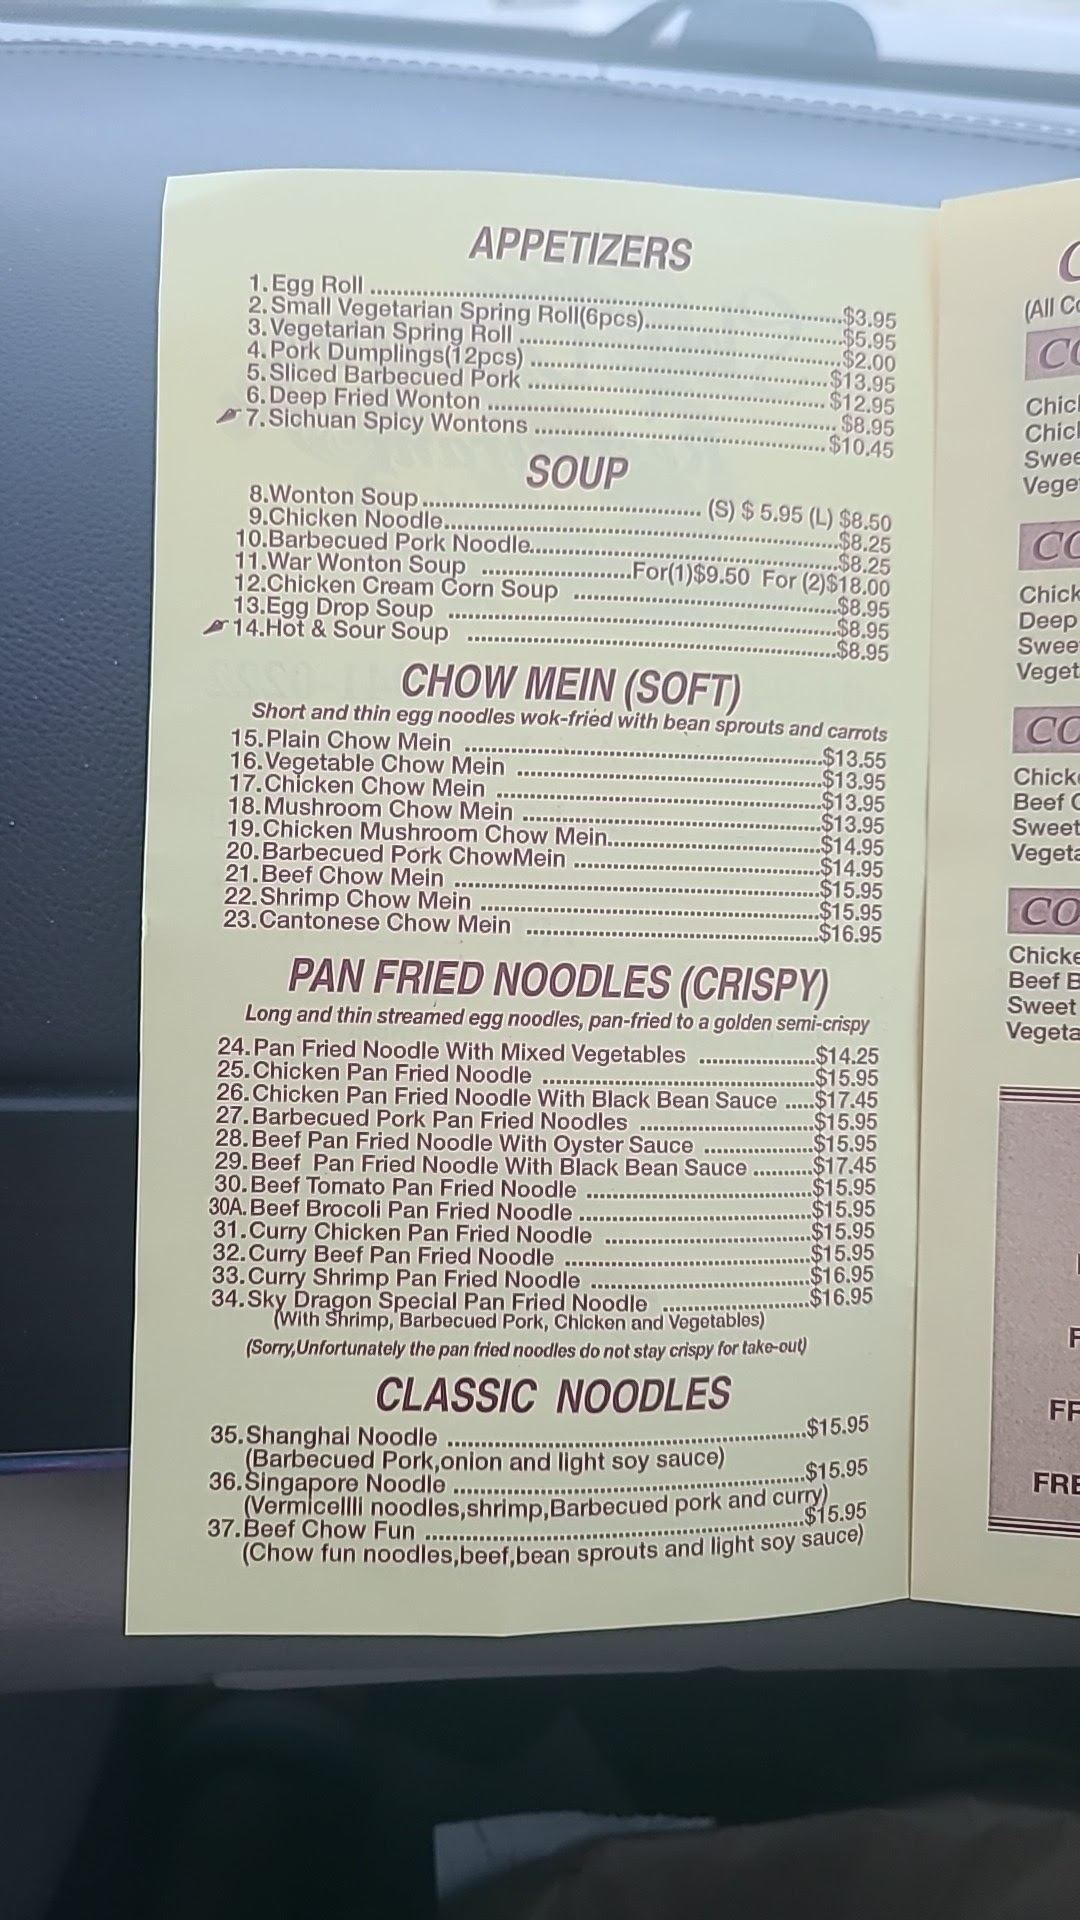 APPETIZERS
1.Egg Roll ........ $3.95
2.Small Vegetarian Spring Roll(6pcs)........ $5.95
3.Vegetarian Spring Roll ........ $2.00
4.Pork Dumplings(12pcs) ........ $13.95
5.Sliced Barbecued Pork ........ $12.95
6.Deep Fried Wonton ........ $8.95
7.Sichuan Spicy Wontons ........ $10.45
SOUP
8.Wonton Soup ........ (S) $ 5.95 (L) $8.50
9.Chicken Noodle ........ $8.25
10.Barbecued Pork Noodle ........ $8.25
11.War Wonton Soup ........ For(1)$9.50 For (2)$18.00
12.Chicken Cream Corn Soup ........ $8.95
13.Egg Drop Soup ........ $8.95
14.Hot & Sour Soup ........ $8.95
CHOW MEIN (SOFT)
Short and thin egg noodles wok-fried with bean sprouts and carrots
15.Plain Chow Mein ........ $13.55
16.Vegetable Chow Mein ........ $13.95
17.Chicken Chow Mein ........ $13.95
18.Mushroom Chow Mein ........ $13.95
19.Chicken Mushroom Chow Mein ........ $14.95
20.Barbecued Pork ChowMein ........ $14.95
21.Beef Chow Mein ........ $15.95
22.Shrimp Chow Mein ........ $15.95
23.Cantonese Chow Mein ........ $16.95
PAN FRIED NOODLES (CRISPY)
Long and thin streamed egg noodles, pan-fried to a golden semi-crispy
24.Pan Fried Noodle With Mixed Vegetables ........ $14.25
25.Chicken Pan Fried Noodle ........ $15.95
26.Chicken Pan Fried Noodle With Black Bean Sauce ..... $17.45
27.Barbecued Pork Pan Fried Noodles ........ $15.95
28.Beef Pan Fried Noodle With Oyster Sauce ........ $15.95
29.Beef Pan Fried Noodle With Black Bean Sauce ........ $17.45
30.Beef Tomato Pan Fried Noodle ........ $15.95
30A.Beef Brocoli Pan Fried Noodle ........ $15.95
31.Curry Chicken Pan Fried Noodle ........ $15.95
32.Curry Beef Pan Fried Noodle ........ $15.95
33.Curry Shrimp Pan Fried Noodle ........ $16.95
34.Sky Dragon Special Pan Fried Noodle ........ $16.95
(With Shrimp, Barbecued Pork, Chicken and Vegetables)
(Sorry,Unfortunately the pan fried noodles do not stay crispy for take-out)
CLASSIC NOODLES
35.Shanghai Noodle ........ $15.95
(Barbecued Pork,onion and light soy sauce)
36.Singapore Noodle ........ $15.95
(Vermicellli noodles,shrimp,Barbecued pork and curry)
37.Beef Chow Fun ........ $15.95
(Chow fun noodles,beef,bean sprouts and light soy sauce)
(All
Sweet
Deep
Beef
Sweet
Beef
Sweet